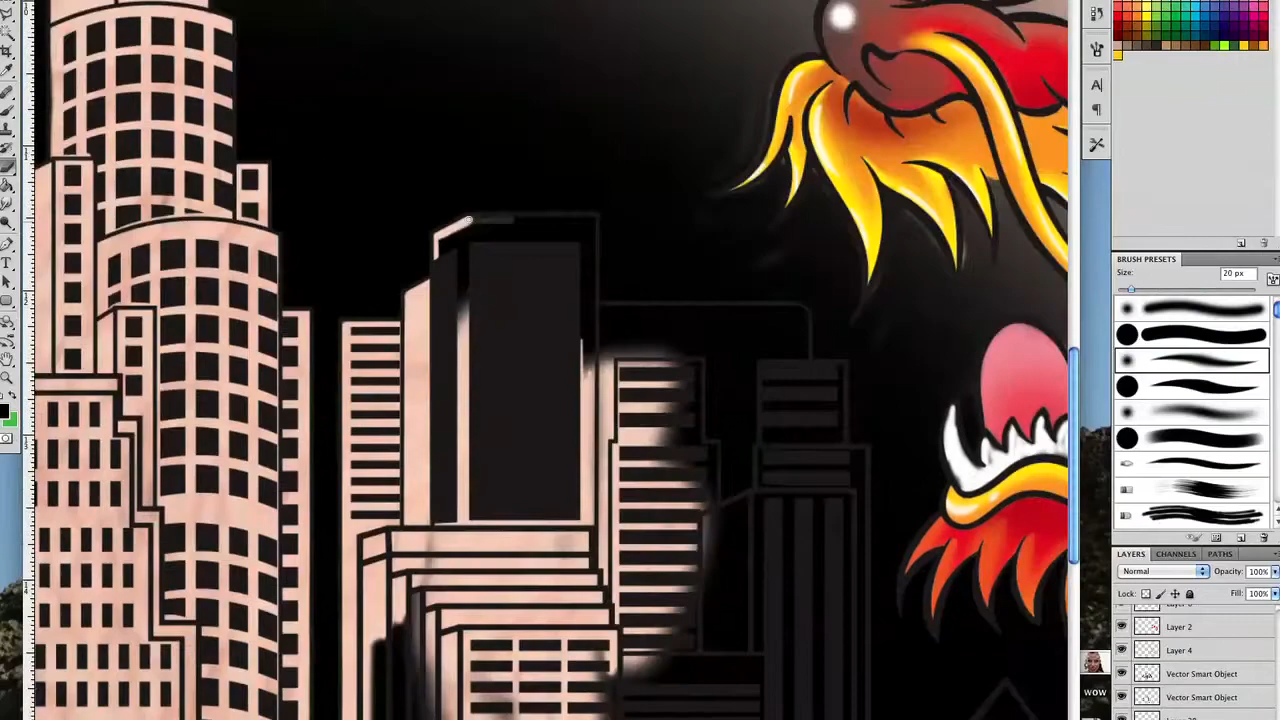 BRUSH PRESETS
Size: 20 px
LAYERS CHANNELS PATHS
Normal Opacity: 100%
Lock: Fill: 100%
Layer 2
Layer 4
Vector Smart Object
Vector Smart Object
WOW